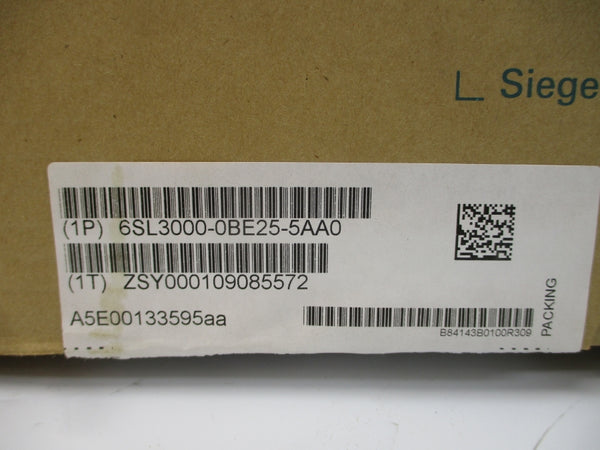 L. Siege
(1P) 6SL3000-0BE25-5AA0
(1T) ZSY000109085572
A5E00133595aa
B84143B0100R309
PACKING